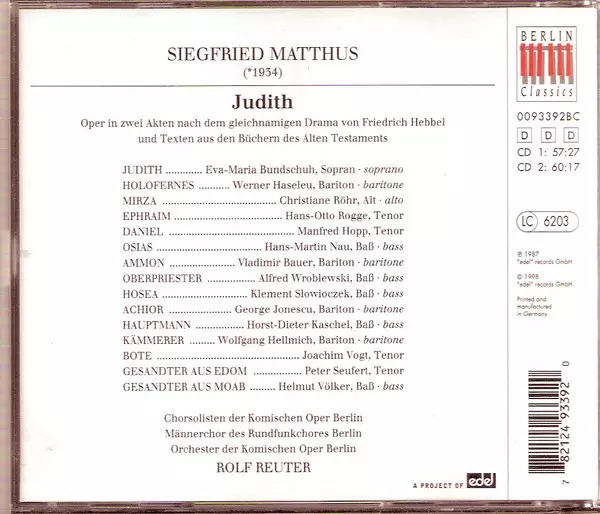 SIEGFRIED MATTHUS
(*1934)
Judith
Oper in zwei Akten nach dem gleichnamigen Drama von Friedrich Hebbel
und Texten aus den Büchern des Alten Testaments
JUDITH ............. Eva-Maria Bundschuh, Sopran · soprano
HOLOFERNES ........... Werner Haseleu, Bariton · baritone
MIRZA ........................................ Christiane Röhr, Alt · alto
EPHRAIM ...................................... Hans-Otto Rogge, Tenor
DANIEL ........................................ Manfred Hopp, Tenor
OSIAS .............................. Hans-Martin Nau, Baß · bass
AMMON .......................... Vladimir Bauer, Bariton · baritone
OBERPRIESTER ............... Alfred Wroblewski, Baß · bass
HOSEA ........................ Klement Slowioczek, Baß · bass
ACHIOR ...................... George Jonescu, Bariton · baritone
HAUPTMANN ................ Horst-Dieter Kaschel, Baß · bass
KÄMMERER ......... Wolfgang Hellmich, Bariton · baritone
BOTE ........................................ Joachim Vogt, Tenor
GESANDTER AUS EDOM ............... Peter Seufert, Tenor
GESANDTER AUS MOAB ......... Helmut Völker, Baß · bass
Chorsolisten der Komischen Oper Berlin
Männerchor des Rundfunkchores Berlin
Orchester der Komischen Oper Berlin
ROLF REUTER
A PROJECT OF edel
BERLIN
Classics
0093392BC
D D D
CD 1: 57:27
CD 2: 60:17
LC 6203
℗ 1987
"edel" records GmbH
© 1998
"edel" records GmbH
Printed and
manufactured
in Germany
7 82124 93392 0